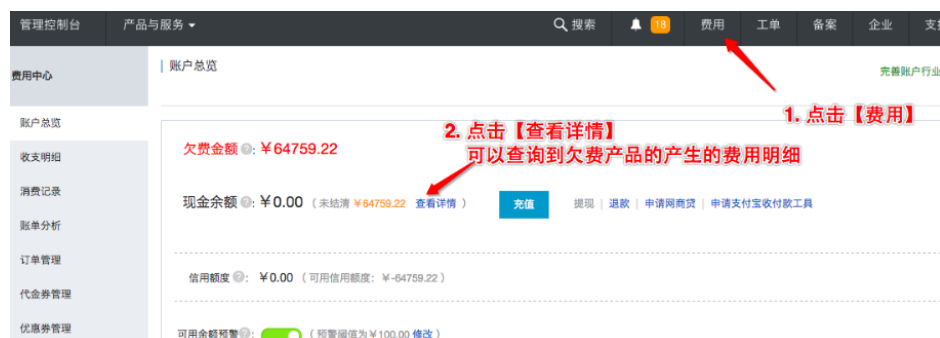 管理控制台 产品与服务 搜索 18 费用 工单 备案 企业
费用中心
账户总览
完善账户行业
1. 点击【费用】
账户总览
2. 点击【查看详情】
欠费金额 : ¥64759.22
可以查询到欠费产品的产生的费用明细
收支明细
消费记录
现金余额 : ¥0.00 ( 未结清 ¥64759.22 查看详情 ) 充值 提现 | 退款 | 申请网商贷 | 申请支付宝收付款工具
账单分析
订单管理
信用额度 : ¥0.00 ( 可用信用额度: ¥-64759.22 )
代金券管理
优惠券管理
可用余额预警 : ( 预警阈值为¥100.00 修改 )